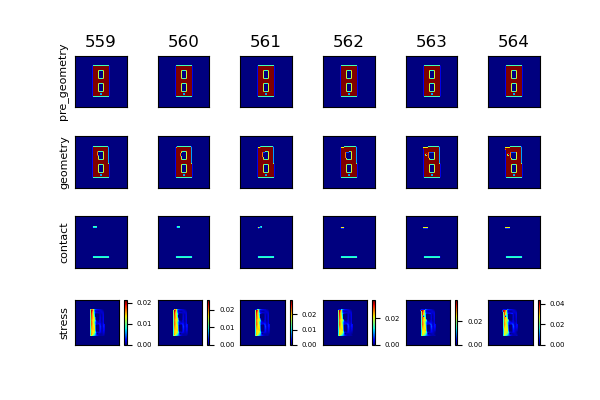 559 560 561 562 563 564
pre_geometry
geometry
contact
stress
0.02 0.02 0.02 0.02 0.02 0.04
0.01 0.01 0.01 0.02
0.00 0.00 0.00 0.00 0.00 0.00